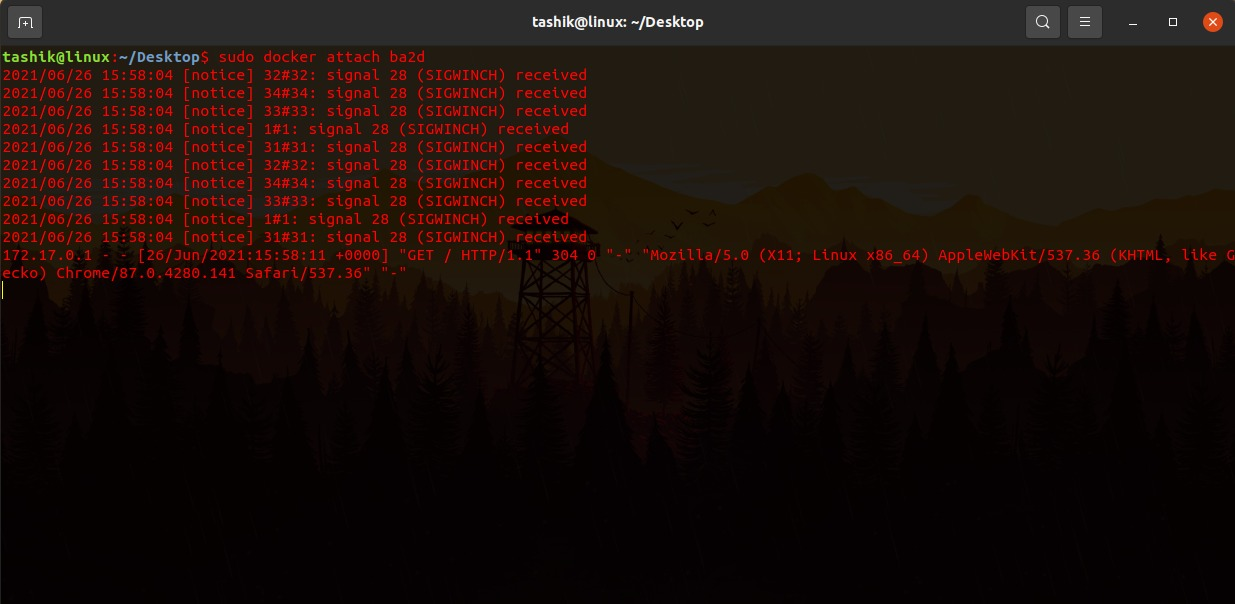 tashik@linux: ~/Desktop
tashik@linux:~/Desktop$ sudo docker attach ba2d
2021/06/26 15:58:04 [notice] 32#32: signal 28 (SIGWINCH) received
2021/06/26 15:58:04 [notice] 34#34: signal 28 (SIGWINCH) received
2021/06/26 15:58:04 [notice] 33#33: signal 28 (SIGWINCH) received
2021/06/26 15:58:04 [notice] 1#1: signal 28 (SIGWINCH) received
2021/06/26 15:58:04 [notice] 31#31: signal 28 (SIGWINCH) received
2021/06/26 15:58:04 [notice] 32#32: signal 28 (SIGWINCH) received
2021/06/26 15:58:04 [notice] 34#34: signal 28 (SIGWINCH) received
2021/06/26 15:58:04 [notice] 33#33: signal 28 (SIGWINCH) received
2021/06/26 15:58:04 [notice] 1#1: signal 28 (SIGWINCH) received
2021/06/26 15:58:04 [notice] 31#31: signal 28 (SIGWINCH) received
172.17.0.1 - - [26/Jun/2021:15:58:11 +0000] "GET / HTTP/1.1" 304 0 "-" "Mozilla/5.0 (X11; Linux x86_64) AppleWebKit/537.36 (KHTML, like G
ecko) Chrome/87.0.4280.141 Safari/537.36" "-"